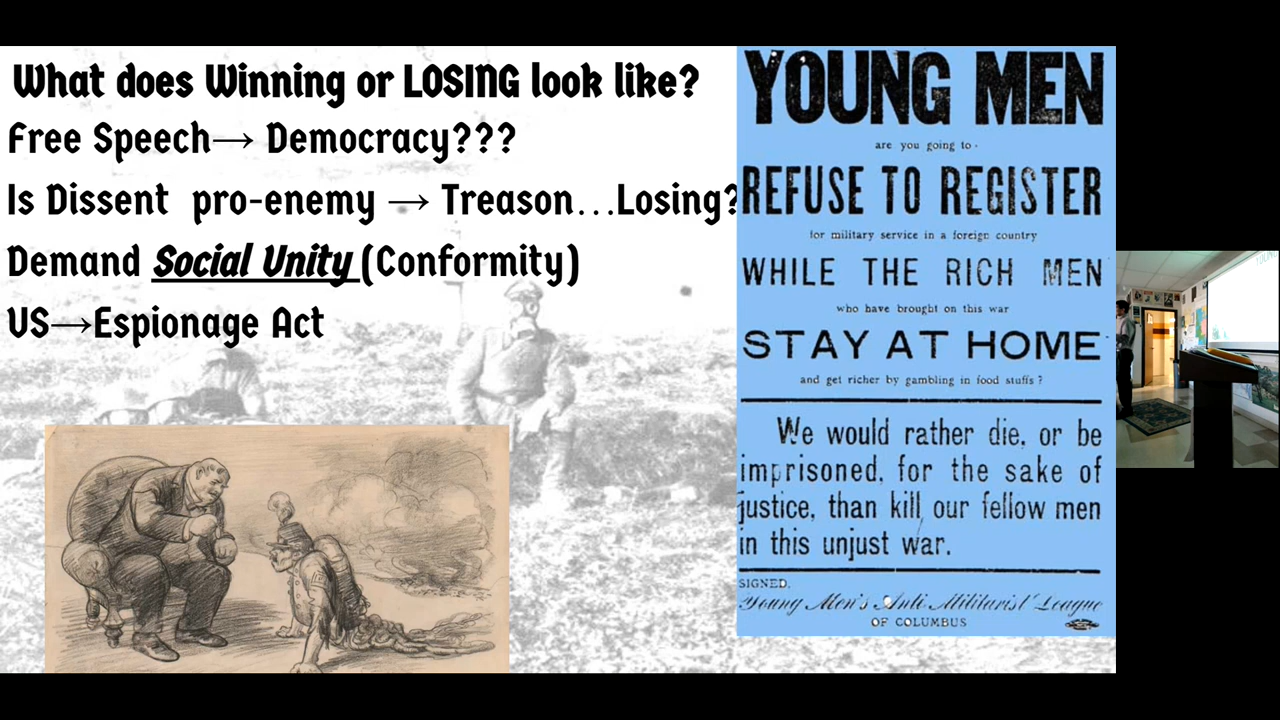 What does Winning or LOSING look like?
Free Speech→ Democracy???
Is Dissent pro-enemy → Treason...Losing?
Demand Social Unity (Conformity)
US→Espionage Act
YOUNG MEN
are you going to
REFUSE TO REGISTER
for military service in a foreign country
WHILE THE RICH MEN
who have brought on this war
STAY AT HOME
and get richer by gambling in food stuffs?
We would rather die, or be
imprisoned, for the sake of
justice, than kill our fellow men
in this unjust war.
SIGNED,
Young Men's Anti Militarist League
OF COLUMBUS